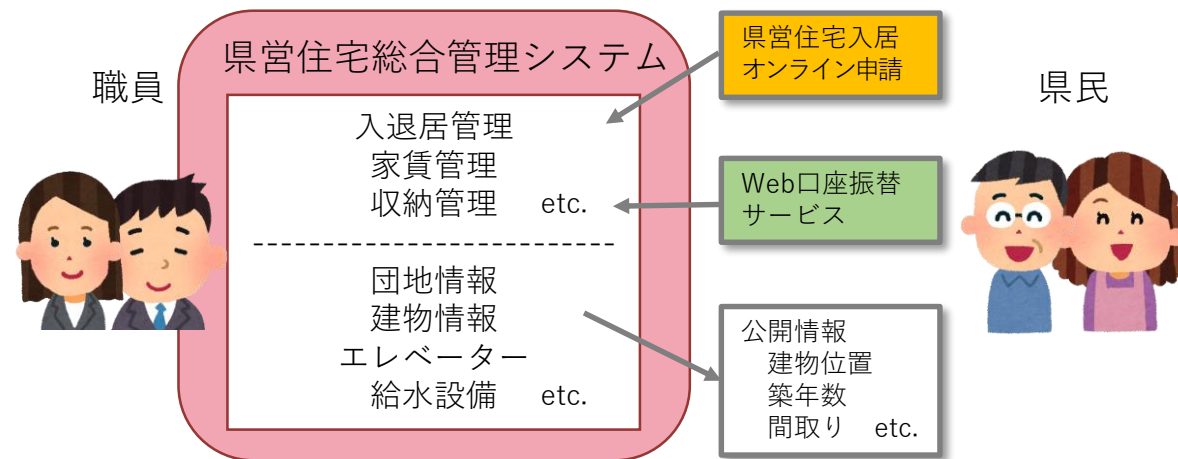 職員
県営住宅総合管理システム
入退居管理
家賃管理
収納管理 etc.
団地情報
建物情報
エレベーター
給水設備 etc.
県営住宅入居
オンライン申請
Web口座振替
サービス
公開情報
建物位置
築年数
間取り etc.
県民